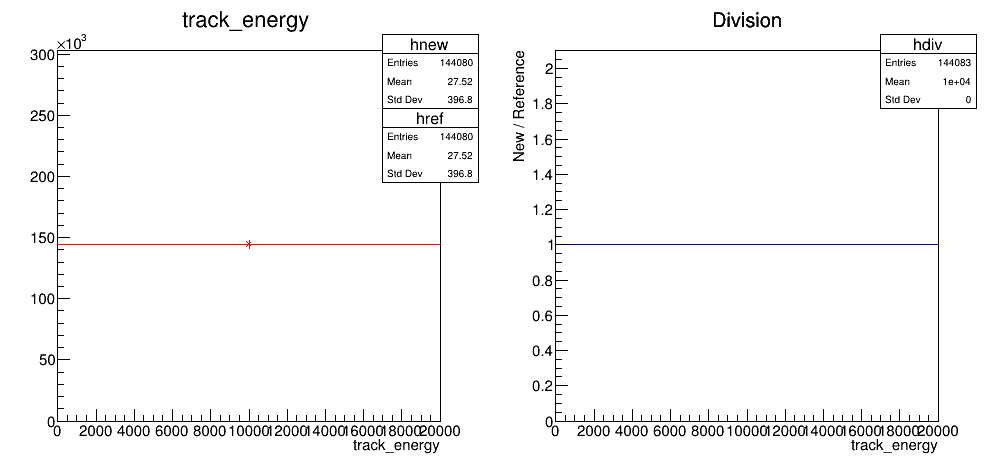 track_energy
×10³
hnew
Entries 144080
Mean 27.52
Std Dev 396.8
href
Entries 144080
Mean 27.52
Std Dev 396.8
300
250
200
150
100
50
0
0 2000 4000 6000 8000 10000 12000 14000 16000 18000 20000
track_energy
Division
New / Reference
hdiv
Entries 144083
Mean 1e+04
Std Dev 0
2
1.8
1.6
1.4
1.2
1
0.8
0.6
0.4
0.2
0
0 2000 4000 6000 8000 10000 12000 14000 16000 18000 20000
track_energy